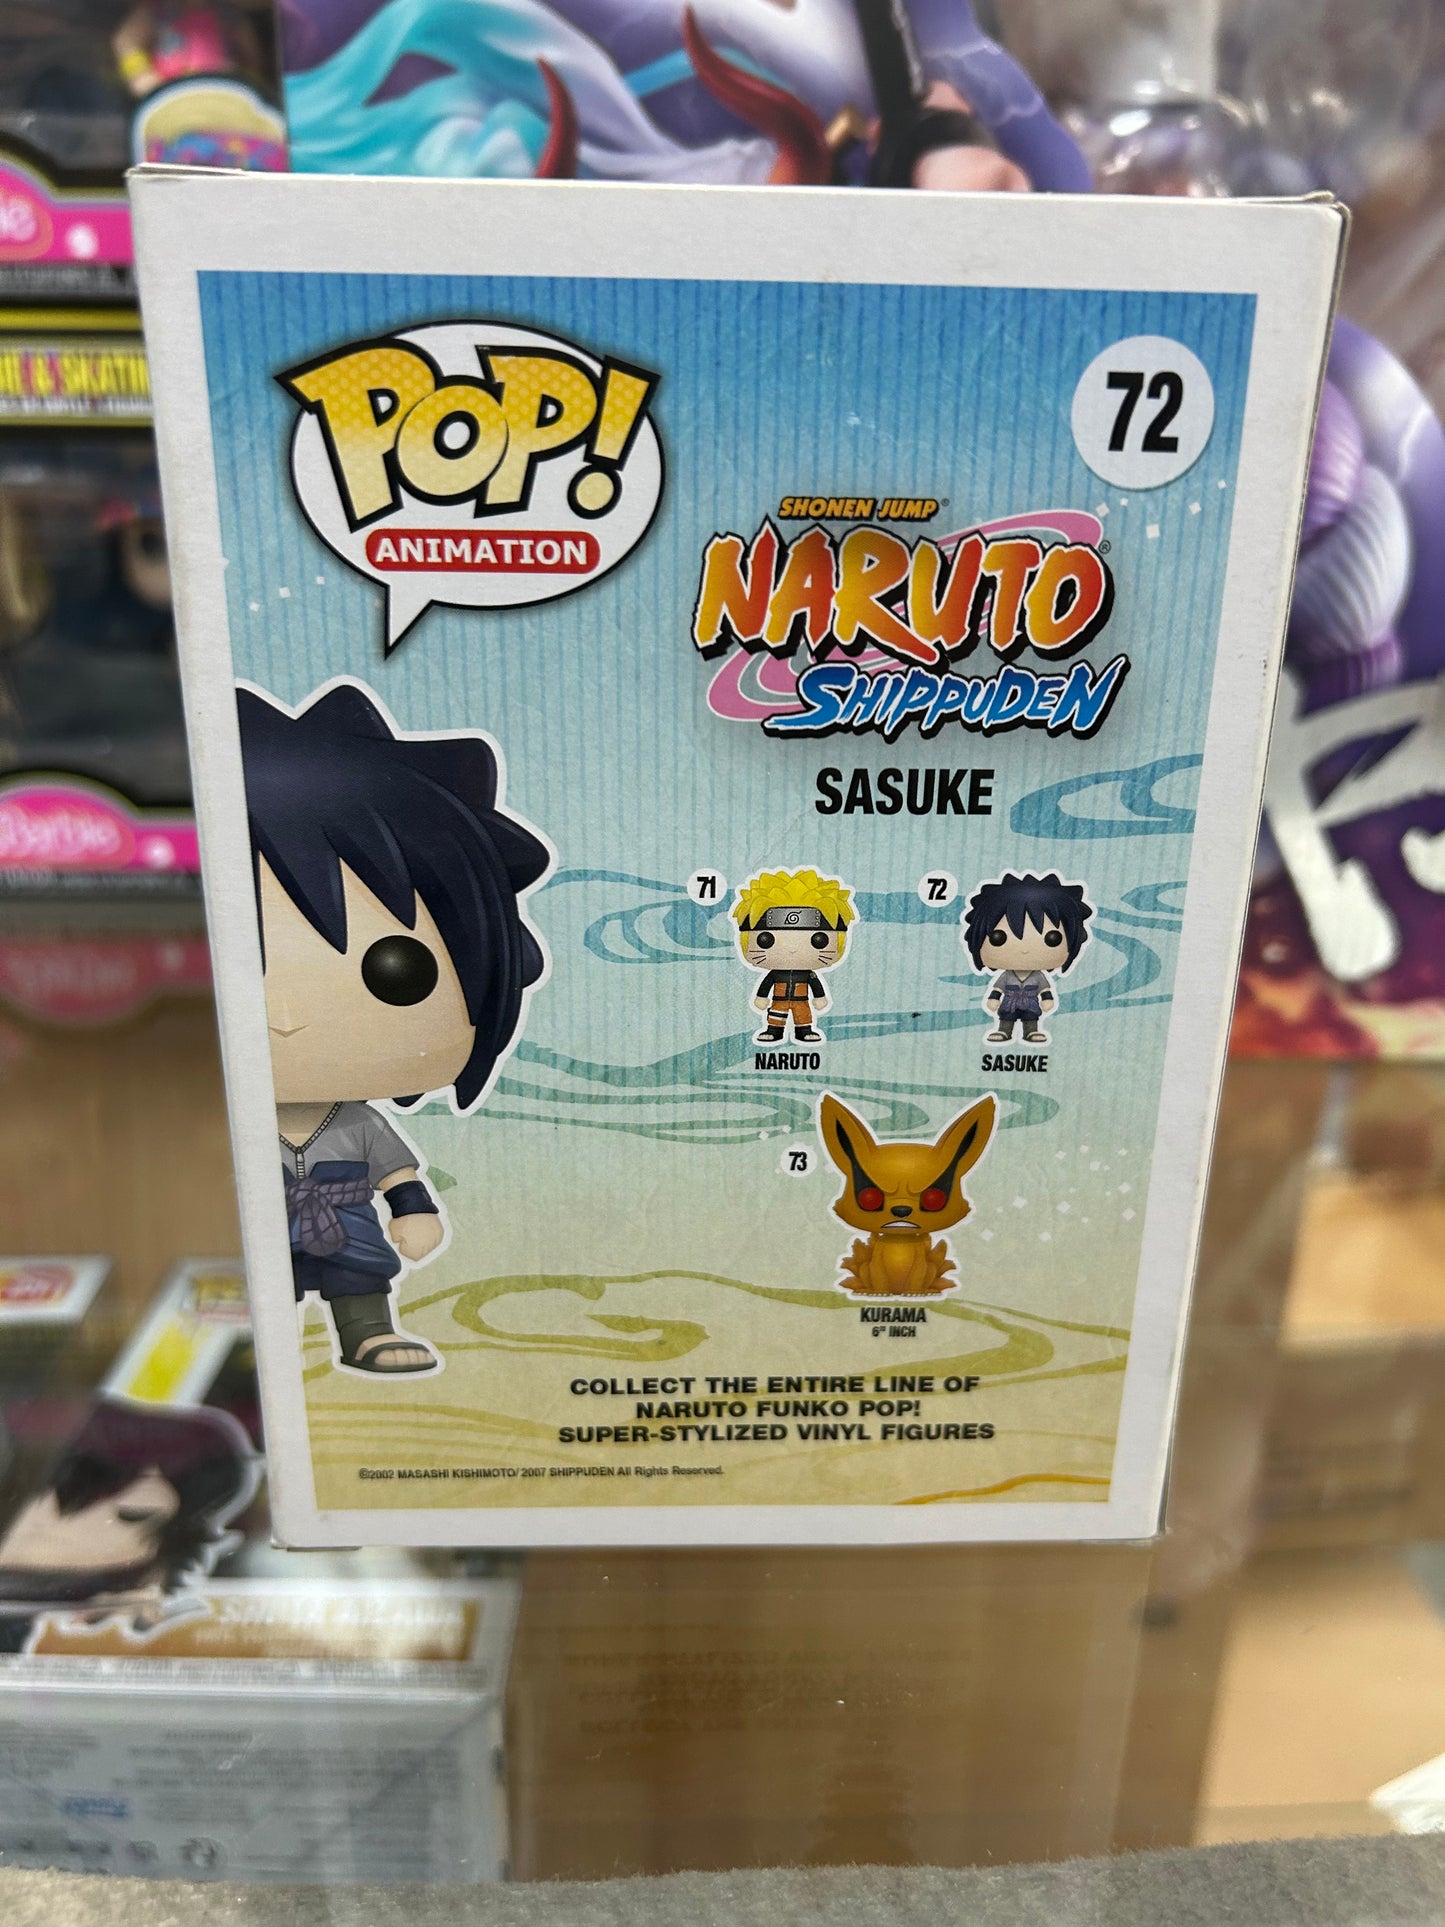 POP!
ANIMATION
72
SHONEN JUMP®
NARUTO®
SHIPPUDEN
SASUKE
71
NARUTO
72
SASUKE
73
KURAMA
6" INCH
COLLECT THE ENTIRE LINE OF
NARUTO FUNKO POP!
SUPER-STYLIZED VINYL FIGURES
©2002 MASASHI KISHIMOTO/ 2007 SHIPPUDEN All Rights Reserved.
Barbie